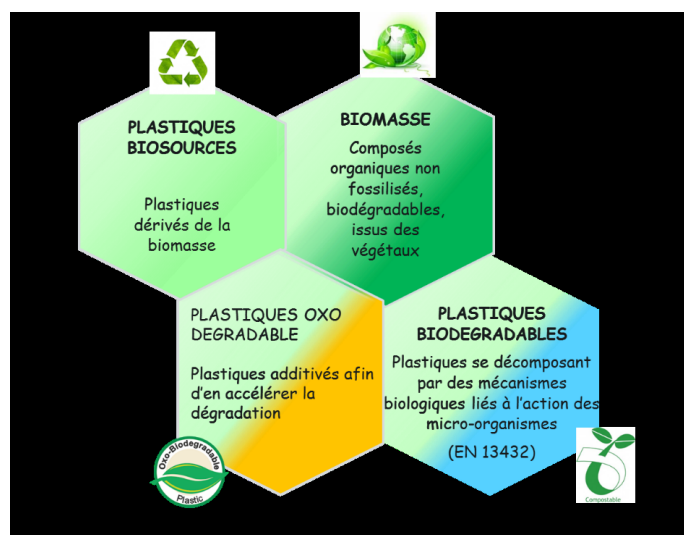 PLASTIQUES
BIOSOURCES
Plastiques
dérivés de la
biomasse
BIOMASSE
Composés
organiques non
fossilisés,
biodégradables,
issus des
végétaux
PLASTIQUES OXO
DEGRADABLE
Plastiques additivés afin
d'en accélérer la
dégradation
Oxo-Biodegradable
Plastic
PLASTIQUES
BIODEGRADABLES
Plastiques se décomposant
par des mécanismes
biologiques liés à l'action des
micro-organismes
(EN 13432)
Compostable